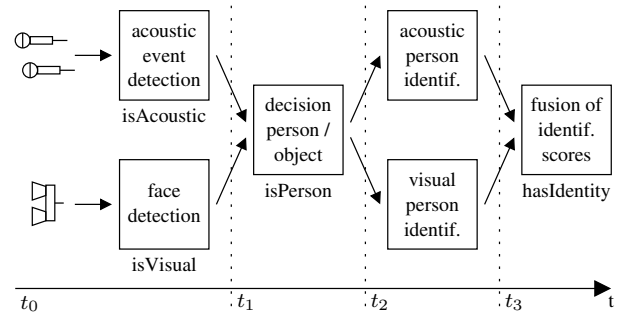 acoustic
event
detection
isAcoustic
face
detection
isVisual
decision
person /
object
isPerson
acoustic
person
identif.
visual
person
identif.
fusion of
identif.
scores
hasIdentity
t0 t1 t2 t3 t